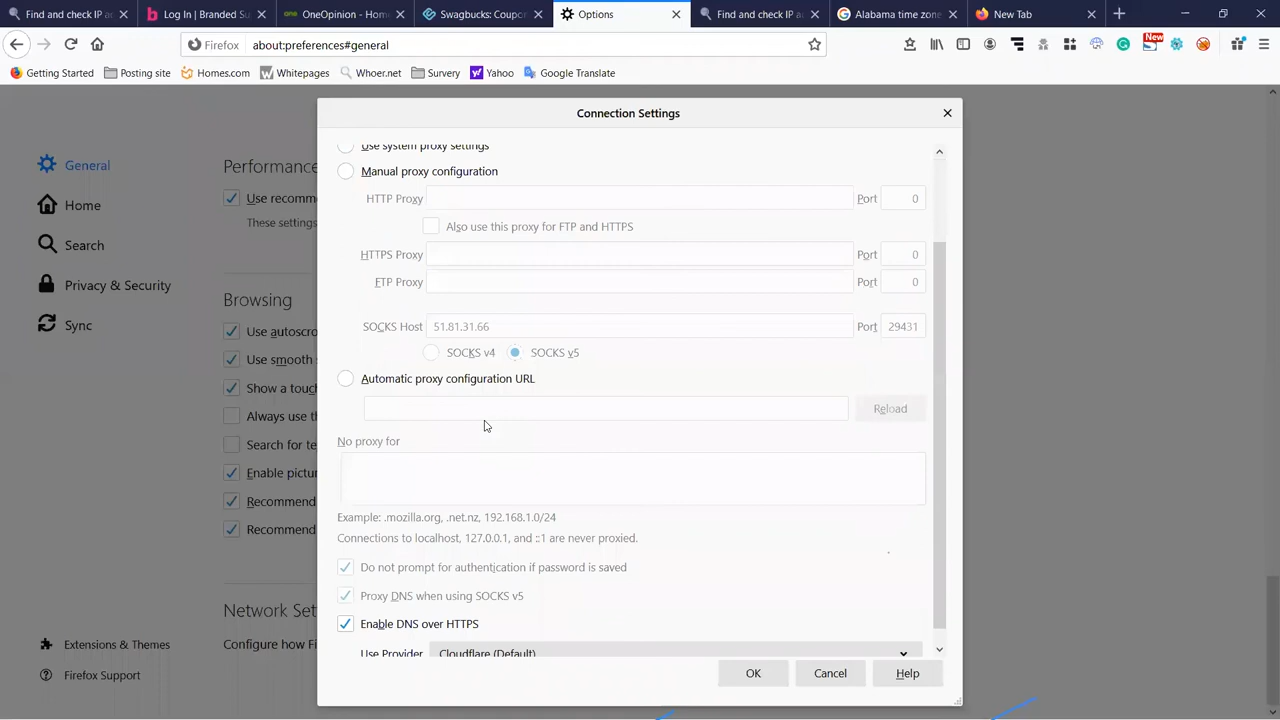 Find and check IP a
Log In | Branded Su
OneOpinion - Home
Swagbucks: Coupo
Options
Find and check IP ad
Alabama time zone
New Tab
Firefox
about:preferences#general
New
Getting Started
Posting site
Homes.com
Whitepages
Whoer.net
Survery
Yahoo
Google Translate
Connection Settings
General
Home
Search
Privacy & Security
Sync
Extensions & Themes
Firefox Support
Performance
Use recomm
These settings
Browsing
Use autoscro
Use smooth s
Show a touch
Always use th
Search for te
Enable pictur
Recommend
Recommend
Network Set
Configure how Fi
Use system proxy settings
Manual proxy configuration
HTTP Proxy Port 0
Also use this proxy for FTP and HTTPS
HTTPS Proxy Port 0
FTP Proxy Port 0
SOCKS Host 51.81.31.66 Port 29431
SOCKS v4 SOCKS v5
Automatic proxy configuration URL
Reload
No proxy for
Example: .mozilla.org, .net.nz, 192.168.1.0/24
Connections to localhost, 127.0.0.1, and ::1 are never proxied.
Do not prompt for authentication if password is saved
Proxy DNS when using SOCKS v5
Enable DNS over HTTPS
Use Provider Cloudflare (Default)
OK Cancel Help